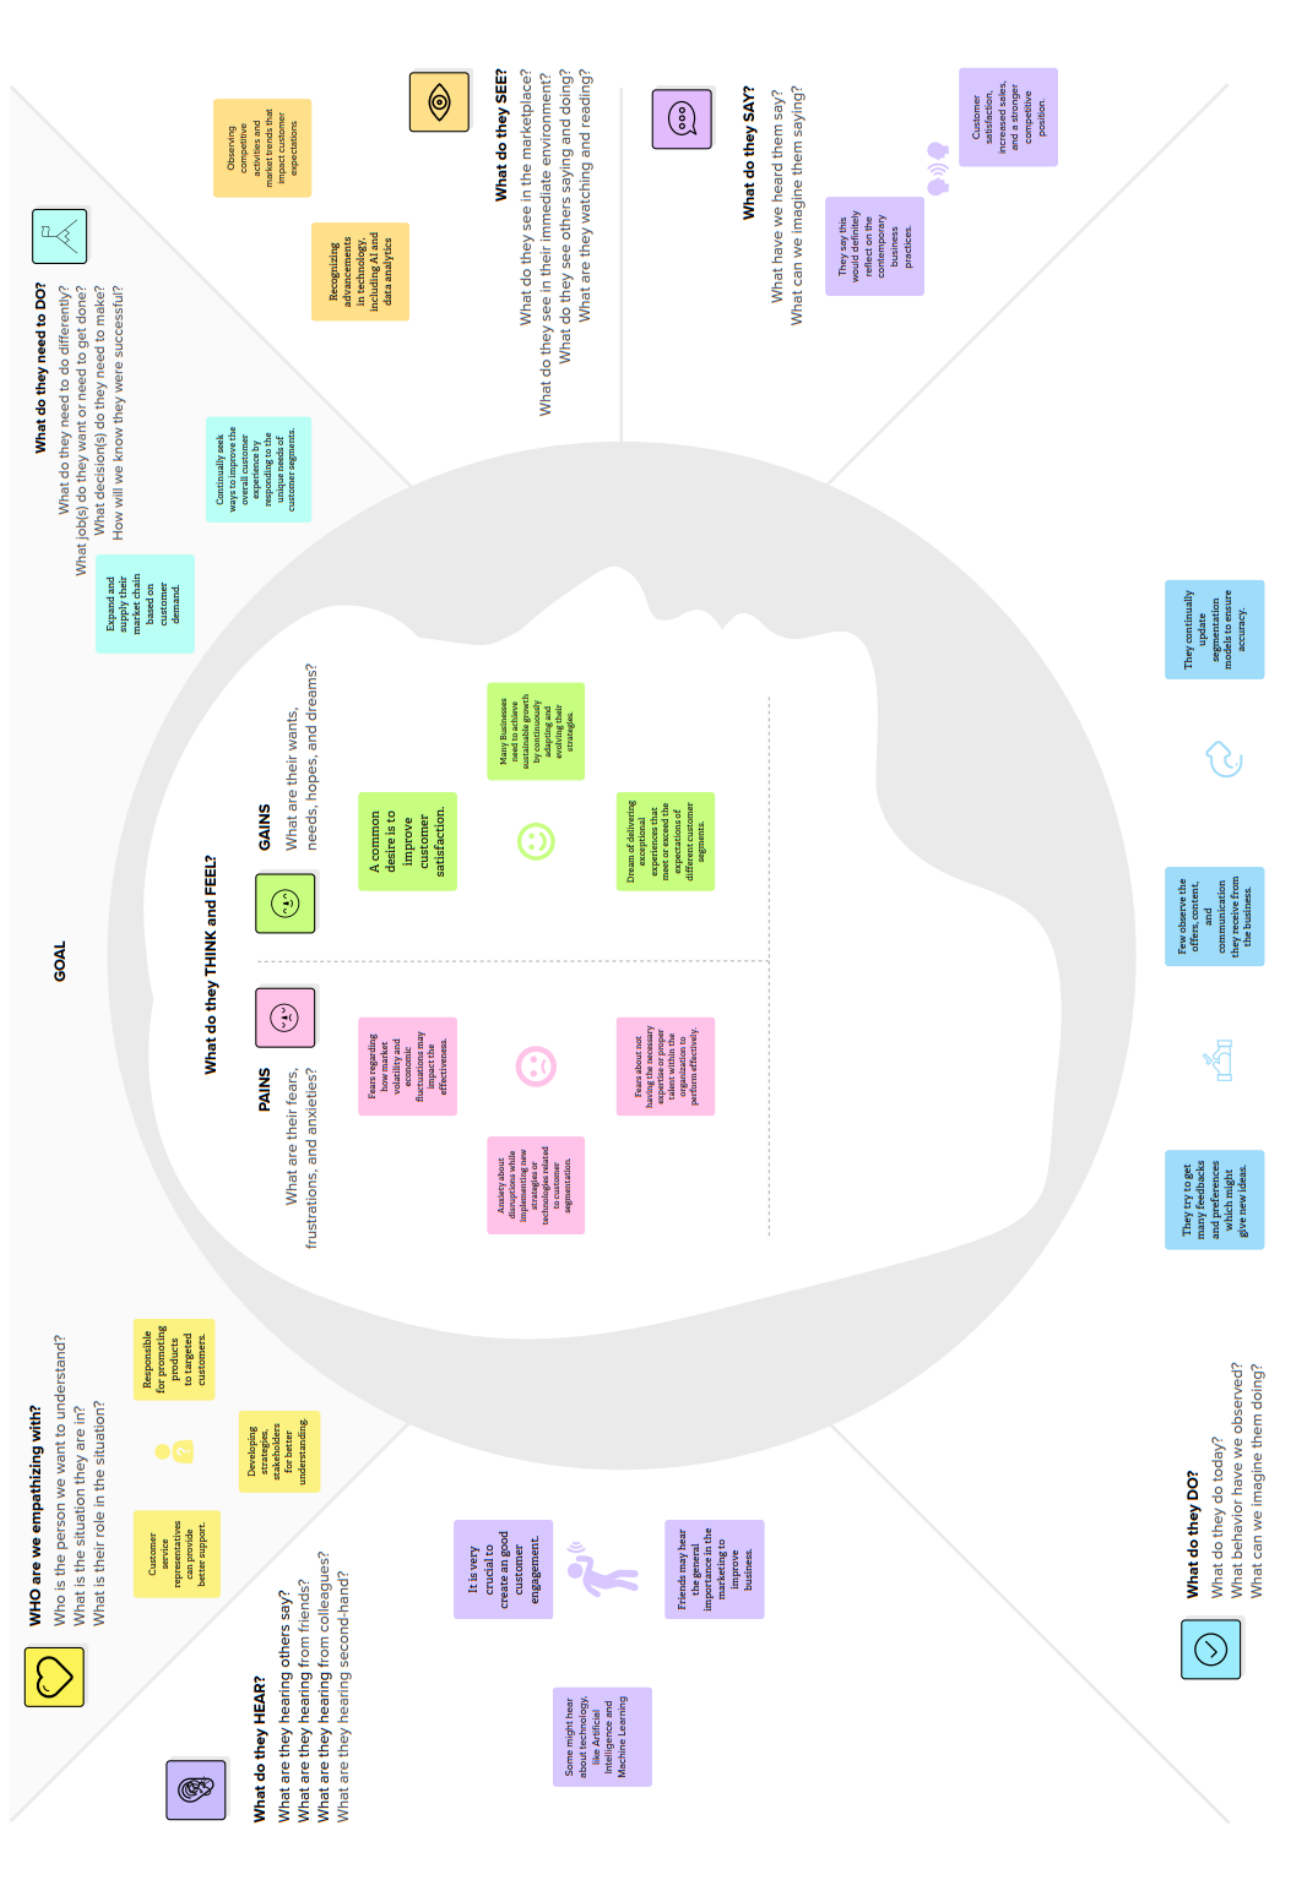 WHO are we empathizing with?
Who is the person we want to understand?
What is the situation they are in?
What is their role in the situation?
Customer
service
representatives
can provide
better support.
Responsible
for promoting
products
to targeted
customers.
?
Developing
strategies,
stakeholders
for better
understanding.
GOAL
What do they need to DO?
What do they need to do differently?
What job(s) do they want or need to get done?
What decision(s) do they need to make?
How will we know they were successful?
Expand and
supply their
market chain
based on
customer
demand.
Continually seek
ways to improve the
overall customer
experience by
responding to the
unique needs of
customer segments.
What do they SEE?
What do they see in the marketplace?
What do they see in their immediate environment?
What do they see others saying and doing?
What are they watching and reading?
Observing
competitive
activities and
market trends that
impact customer
expectations
Recognizing
advancements
in technology,
including AI and
data analytics
What do they SAY?
What have we heard them say?
What can we imagine them saying?
They say this
would definitely
reflect on the
contemporary
business
practices.
Customer
satisfaction,
increased sales,
and a stronger
competitive
position.
What do they DO?
What do they do today?
What behavior have we observed?
What can we imagine them doing?
They try to get
many feedbacks
and preferences
which might
give new ideas.
Few observe the
offers, content,
and
communication
they receive from
the business.
They continually
update
segmentation
models to ensure
accuracy.
What do they HEAR?
What are they hearing others say?
What are they hearing from friends?
What are they hearing from colleagues?
What are they hearing second-hand?
It is very
crucial to
create an good
customer
engagement.
Some might hear
about technology,
like Artificial
Intelligence and
Machine Learning
Friends may hear
the general
importance in the
marketing to
improve
business.
What do they THINK and FEEL?
PAINS
What are their fears,
frustrations, and anxieties?
Fears regarding
how market
volatility and
economic
fluctuations may
impact the
effectiveness.
Anxiety about
disruptions while
implementing new
strategies or
technologies related
to customer
segmentation.
Fears about not
having the necessary
expertise or proper
talent within the
organization to
perform effectively.
GAINS
What are their wants,
needs, hopes, and dreams?
A common
desire is to
improve
customer
satisfaction.
Many Businesses
need to achieve
sustainable growth
by continuously
adapting and
evolving their
strategies.
Dream of delivering
exceptional
experiences that
meet or exceed the
expectations of
different customer
segments.